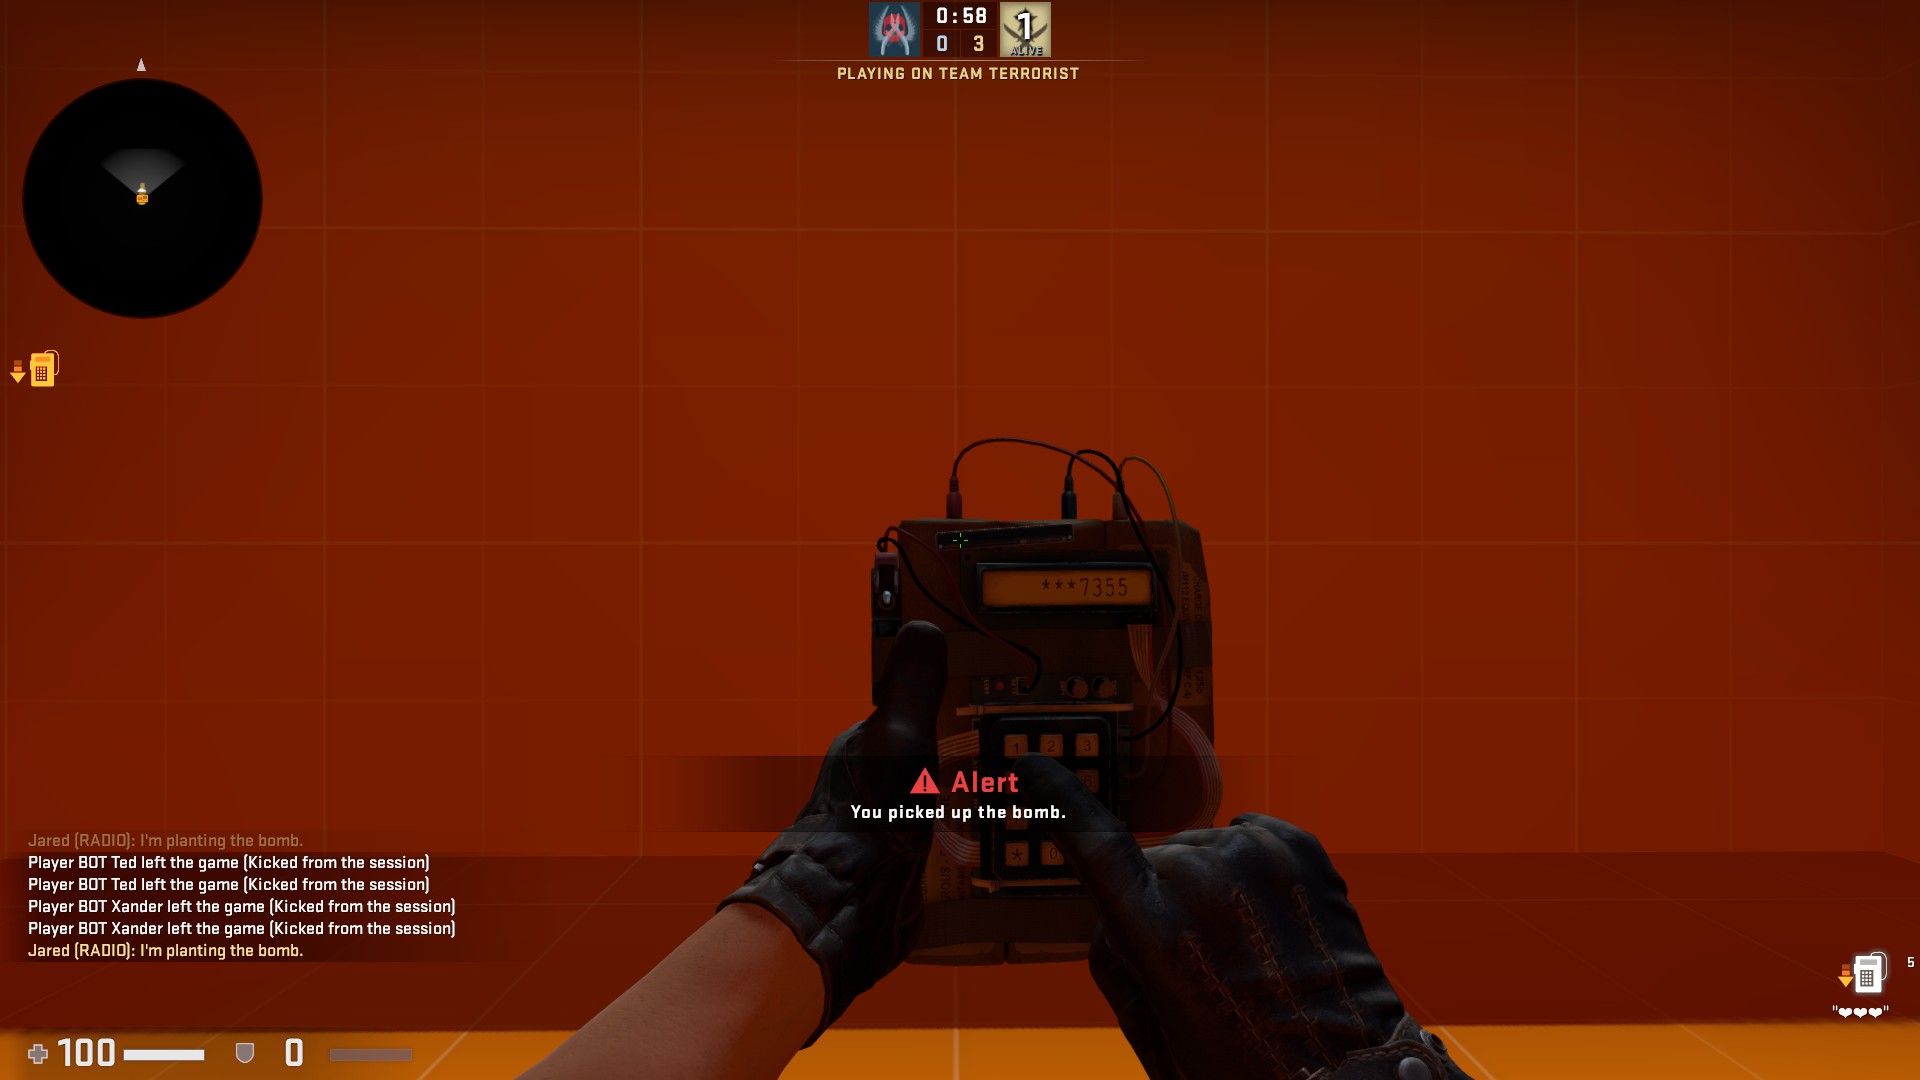 0:58
0 3
1
ALIVE
PLAYING ON TEAM TERRORIST
***7355
1 2 3
* 0
Alert
You picked up the bomb.
Jared (RADIO): I'm planting the bomb.
Player BOT Ted left the game (Kicked from the session)
Player BOT Ted left the game (Kicked from the session)
Player BOT Xander left the game (Kicked from the session)
Player BOT Xander left the game (Kicked from the session)
Jared (RADIO): I'm planting the bomb.
5
"❤❤❤"
100 0